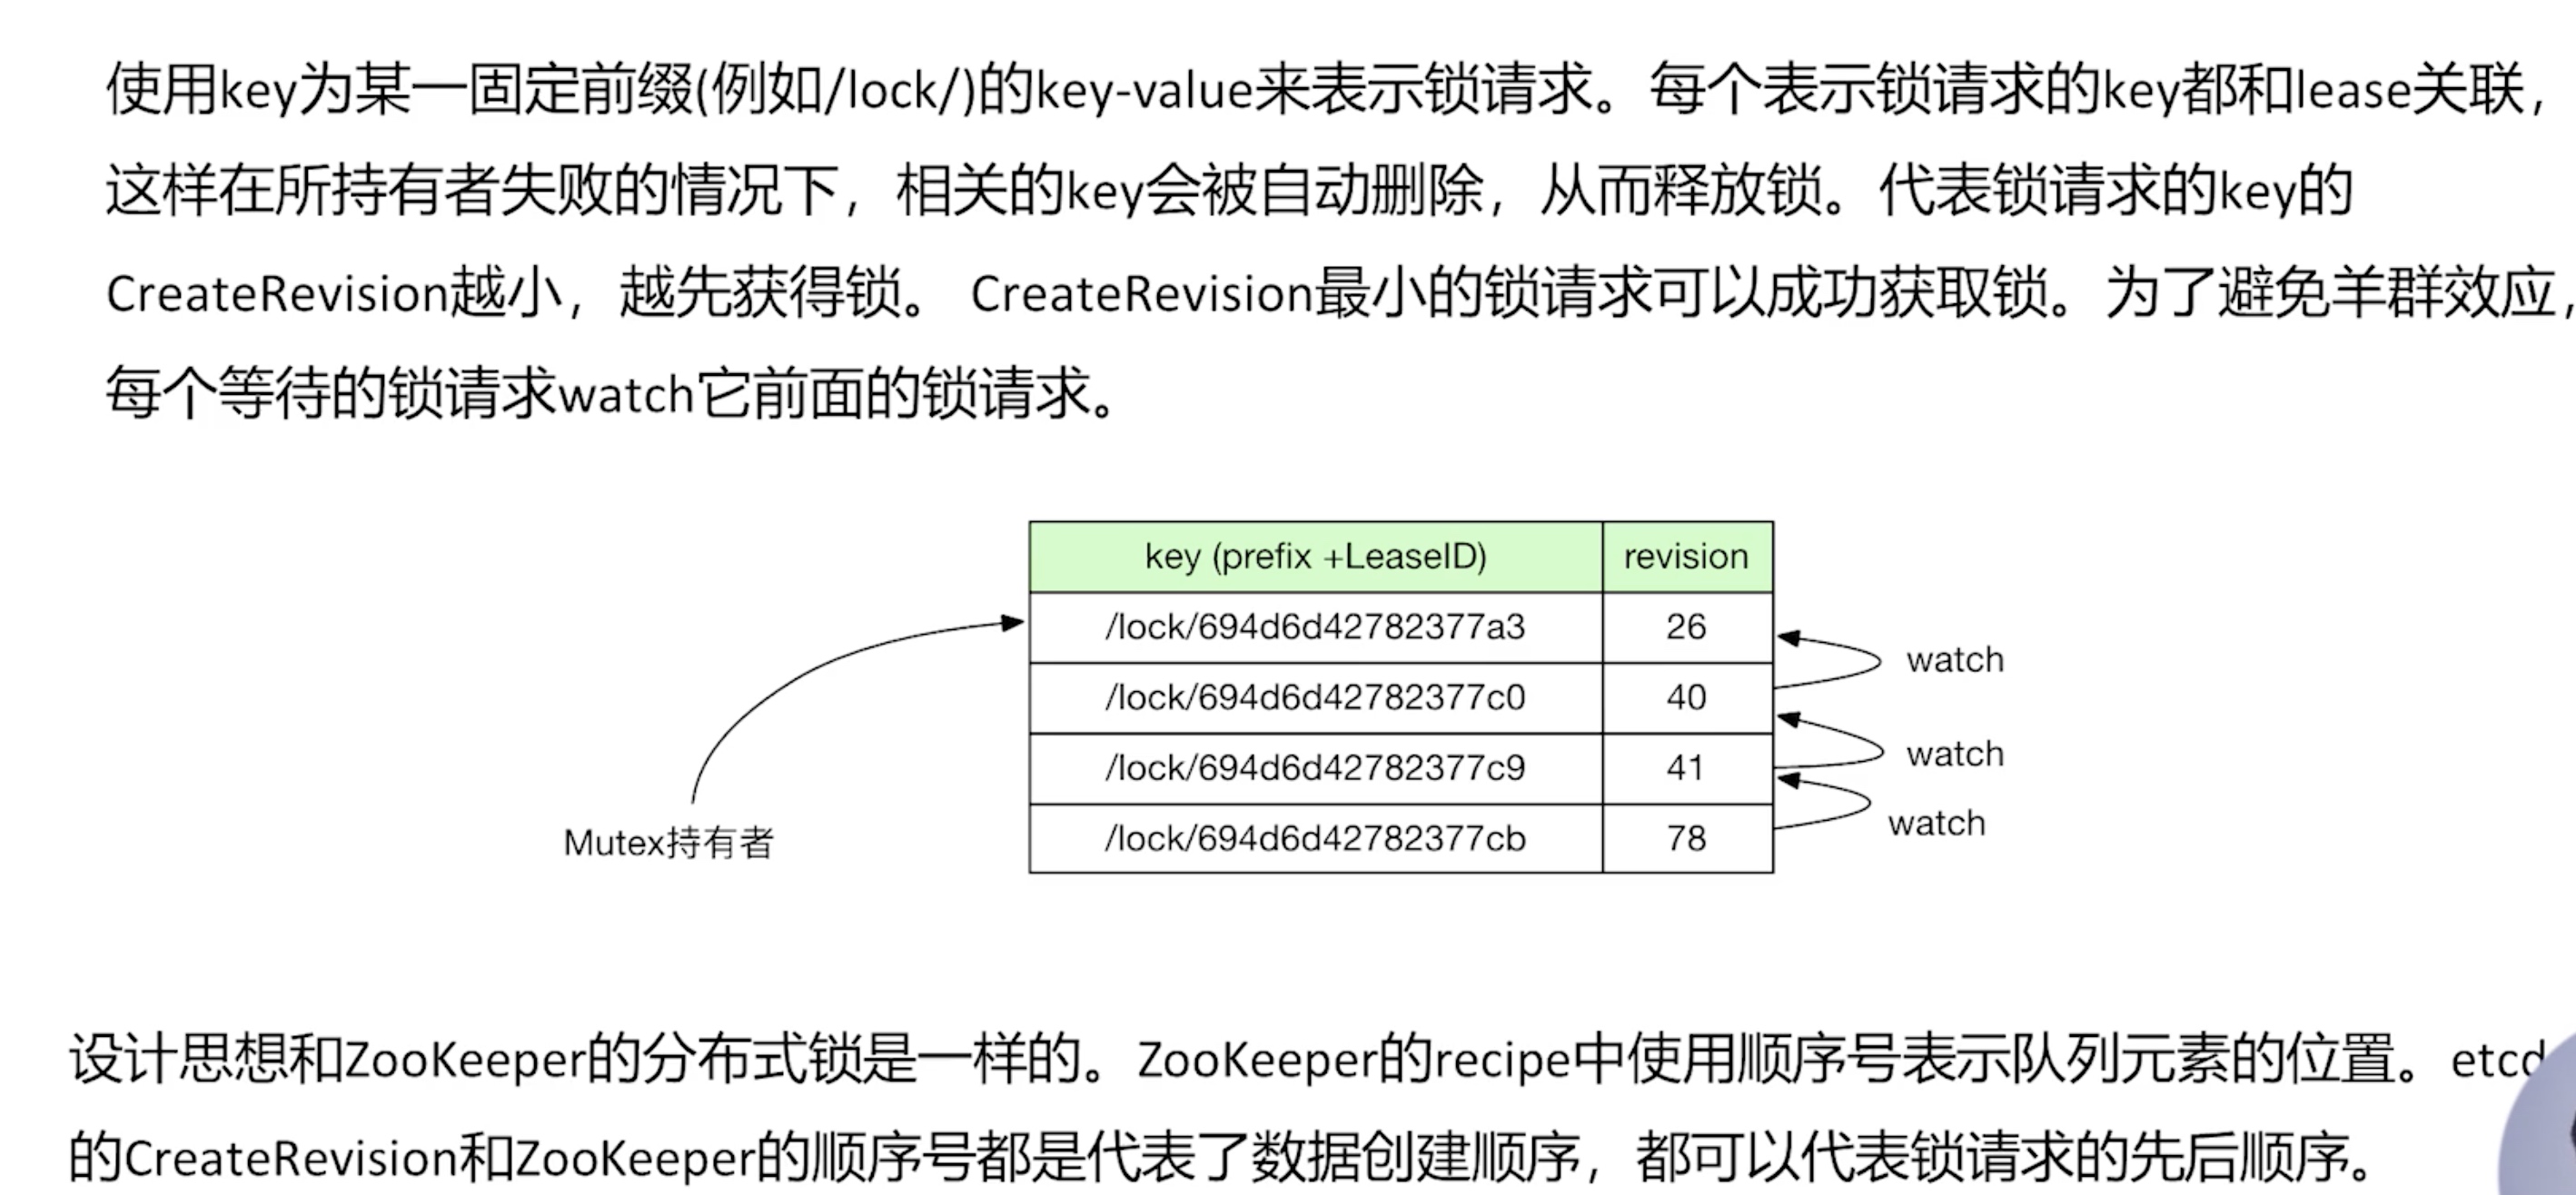 使用key为某一固定前缀(例如/lock/)的key-value来表示锁请求。每个表示锁请求的key都和lease关联，
这样在所持有者失败的情况下，相关的key会被自动删除，从而释放锁。代表锁请求的key的
CreateRevision越小，越先获得锁。 CreateRevision最小的锁请求可以成功获取锁。为了避免羊群效应，
每个等待的锁请求watch它前面的锁请求。
key (prefix +LeaseID) revision
/lock/694d6d42782377a3 26
watch
/lock/694d6d42782377c0 40
watch
/lock/694d6d42782377c9 41
watch
/lock/694d6d42782377cb 78
Mutex持有者
设计思想和ZooKeeper的分布式锁是一样的。ZooKeeper的recipe中使用顺序号表示队列元素的位置。etcd
的CreateRevision和ZooKeeper的顺序号都是代表了数据创建顺序，都可以代表锁请求的先后顺序。